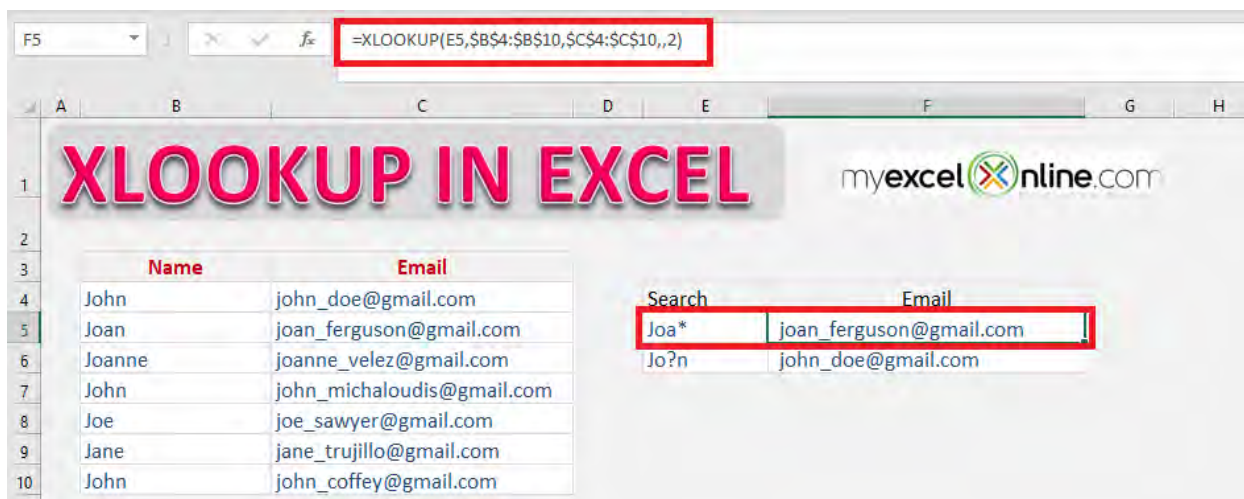 F5 fx =XLOOKUP(E5,$B$4:$B$10,$C$4:$C$10,,2)
A B C D E F G H
1 XLOOKUP IN EXCEL myexcelOnline.com
2
3 Name Email
4 John john_doe@gmail.com Search Email
5 Joan joan_ferguson@gmail.com Joa* joan_ferguson@gmail.com
6 Joanne joanne_velez@gmail.com Jo?n john_doe@gmail.com
7 John john_michaloudis@gmail.com
8 Joe joe_sawyer@gmail.com
9 Jane jane_trujillo@gmail.com
10 John john_coffey@gmail.com